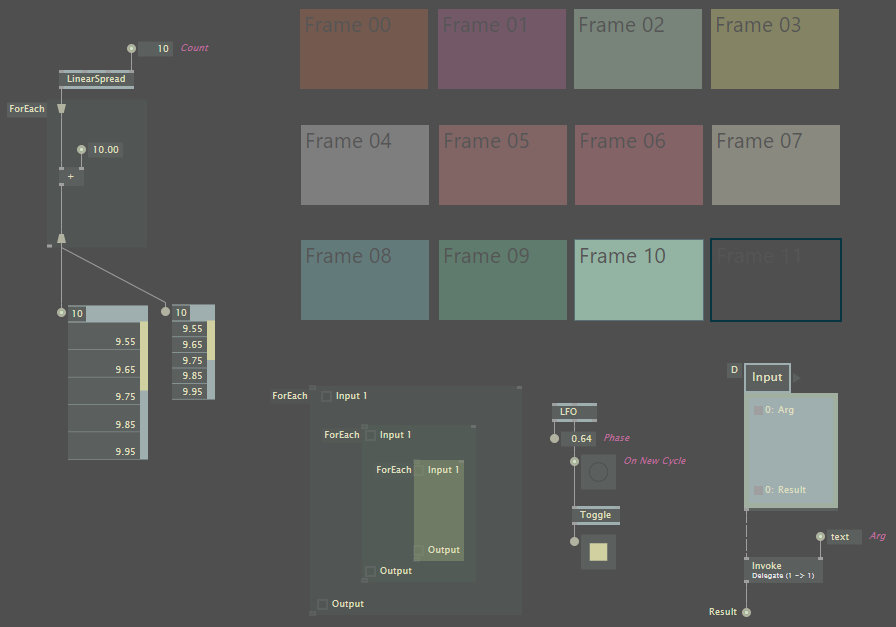 10 Count
LinearSpread
ForEach
10.00
+
10
9.55
9.65
9.75
9.85
9.95
10
9.55
9.65
9.75
9.85
9.95
Frame 00
Frame 01
Frame 02
Frame 03
Frame 04
Frame 05
Frame 06
Frame 07
Frame 08
Frame 09
Frame 10
Frame 11
ForEach Input 1
ForEach Input 1
ForEach Input 1
Output
Output
Output
LFO
0.64 Phase
On New Cycle
Toggle
D Input
0: Arg
0: Result
text Arg
Invoke
Delegate (1 -> 1)
Result